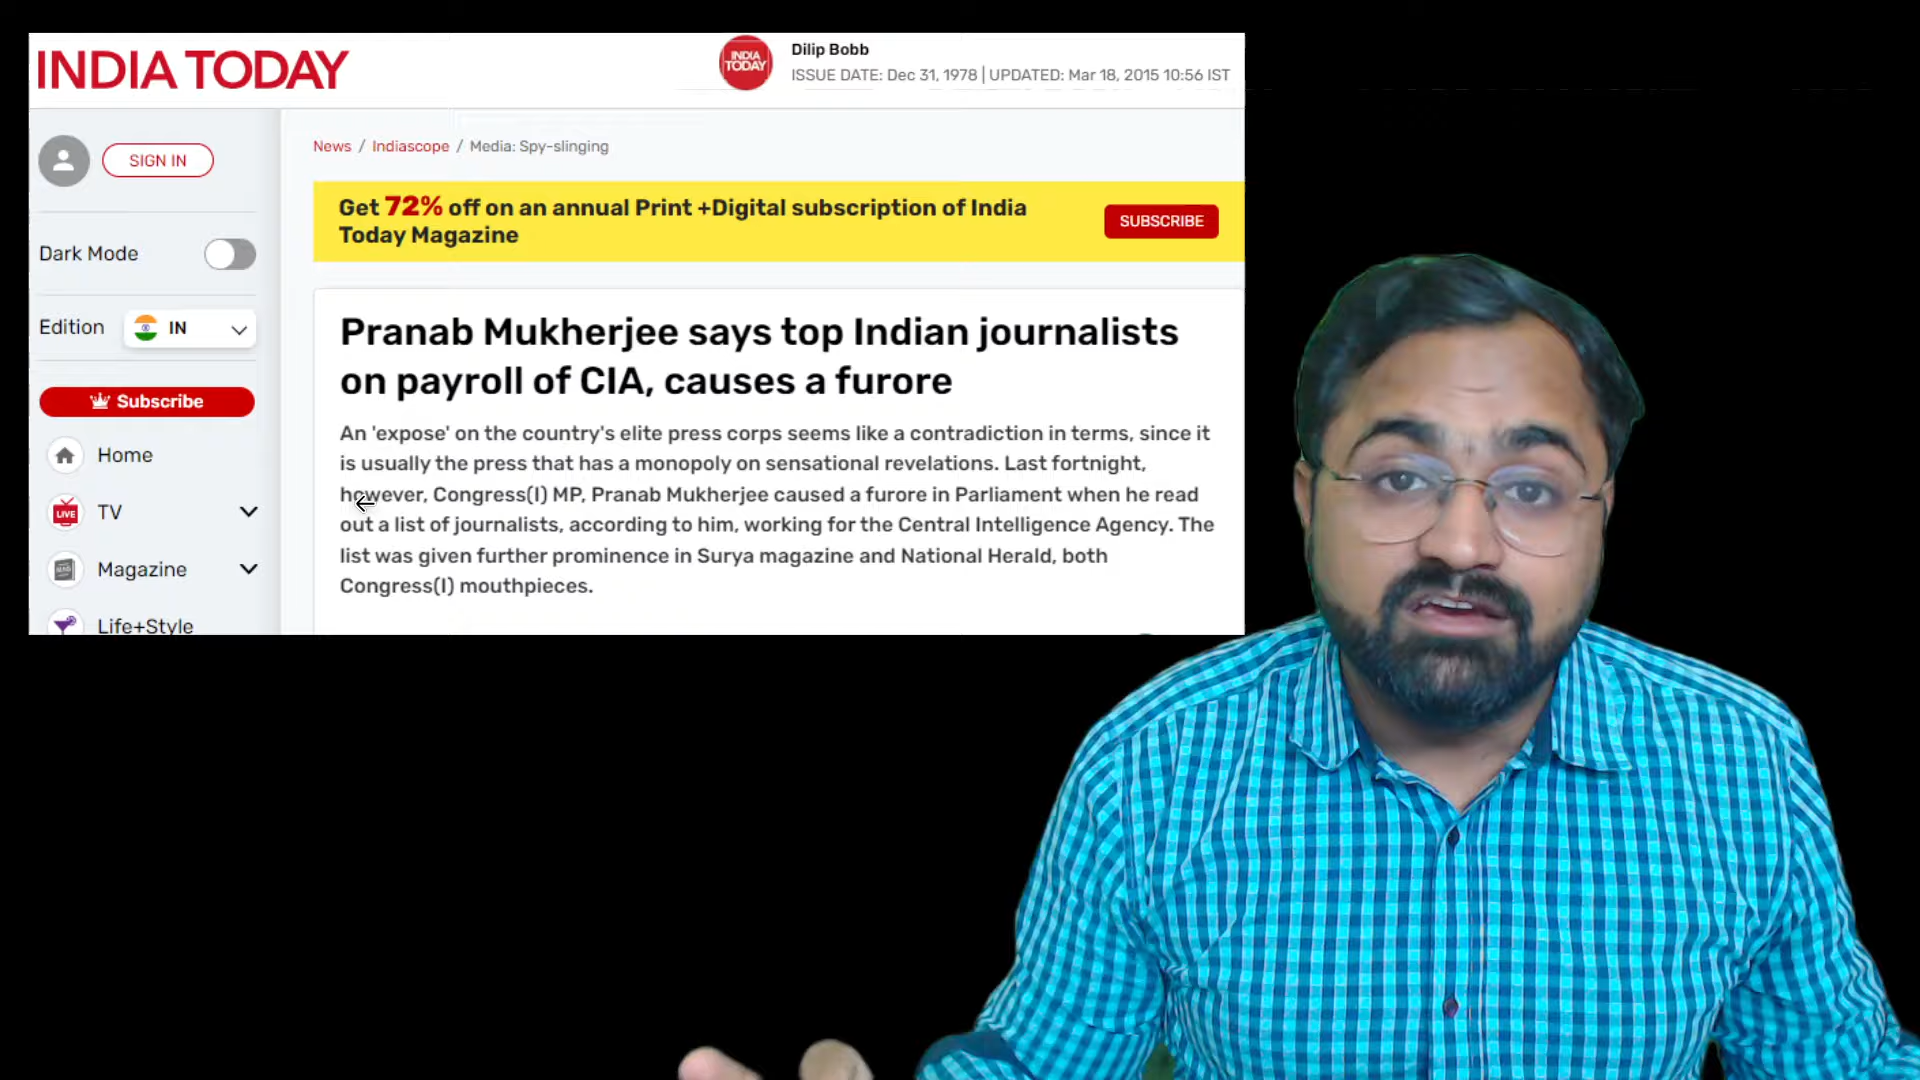 INDIA TODAY
INDIA
TODAY
Dilip Bobb
ISSUE DATE: Dec 31, 1978 | UPDATED: Mar 18, 2015 10:56 IST
SIGN IN
Dark Mode
Edition IN
Subscribe
Home
LIVE TV
Magazine
Life+Style
News / Indiascope / Media: Spy-slinging
Get 72% off on an annual Print +Digital subscription of India
Today Magazine
SUBSCRIBE
Pranab Mukherjee says top Indian journalists
on payroll of CIA, causes a furore
An 'expose' on the country's elite press corps seems like a contradiction in terms, since it
is usually the press that has a monopoly on sensational revelations. Last fortnight,
however, Congress(I) MP, Pranab Mukherjee caused a furore in Parliament when he read
out a list of journalists, according to him, working for the Central Intelligence Agency. The
list was given further prominence in Surya magazine and National Herald, both
Congress(I) mouthpieces.